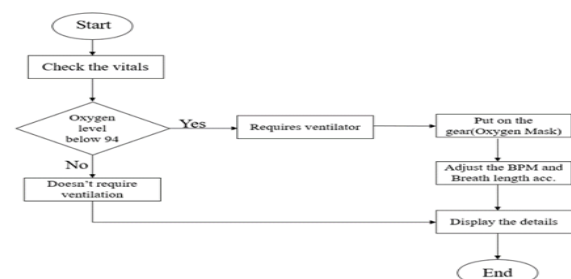 Start
Check the vitals
Oxygen
level
below 94
Yes
Requires ventilator
Put on the
gear(Oxygen Mask)
No
Adjust the BPM and
Breath length acc.
Doesn't require
ventilation
Display the details
End